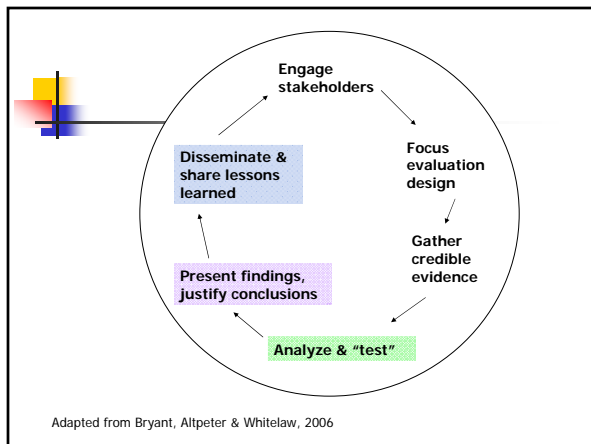 Engage
stakeholders
Focus
evaluation
design
Gather
credible
evidence
Analyze & “test”
Present findings,
justify conclusions
Disseminate &
share lessons
learned
Adapted from Bryant, Altpeter & Whitelaw, 2006